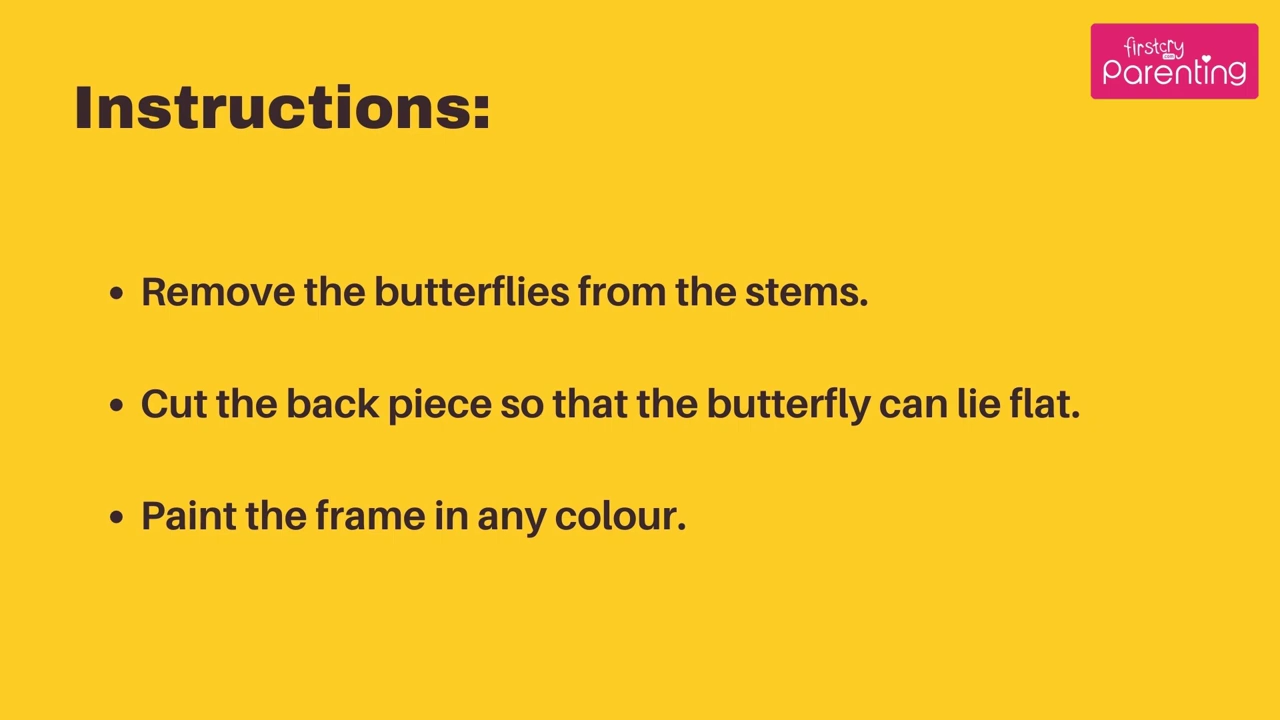 firstcry
.com
Parenting
Instructions:
• Remove the butterflies from the stems.
• Cut the back piece so that the butterfly can lie flat.
• Paint the frame in any colour.